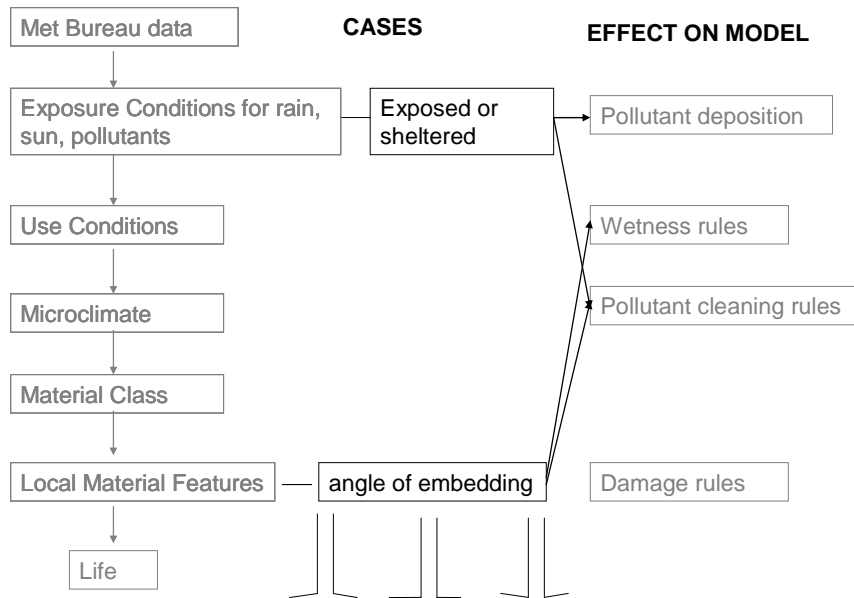 Met Bureau data
CASES
EFFECT ON MODEL
Exposure Conditions for rain,
sun, pollutants
Exposed or
sheltered
Pollutant deposition
Use Conditions
Wetness rules
Microclimate
Pollutant cleaning rules
Material Class
Local Material Features
angle of embedding
Damage rules
Life